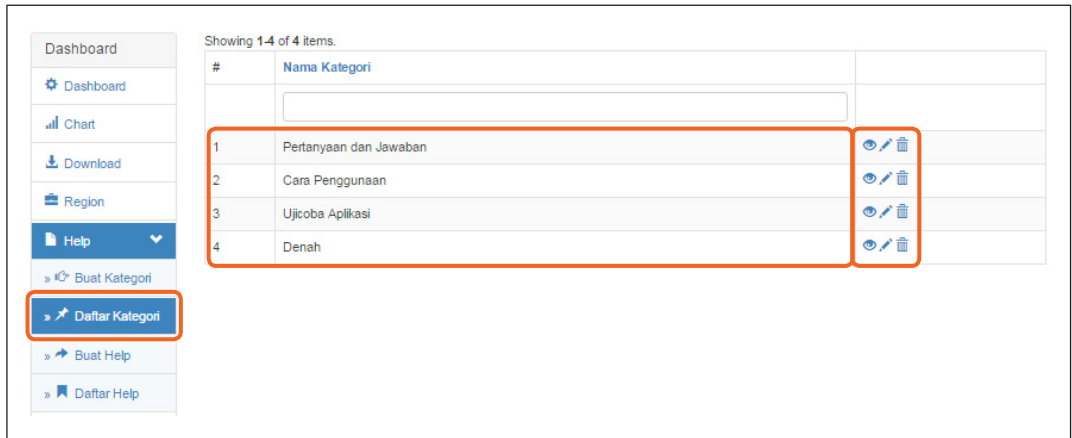 Dashboard
Dashboard
Chart
Download
Region
Help
» Buat Kategori
» Daftar Kategori
» Buat Help
» Daftar Help
Showing 1-4 of 4 items.
# Nama Kategori
1 Pertanyaan dan Jawaban
2 Cara Penggunaan
3 Ujicoba Aplikasi
4 Denah